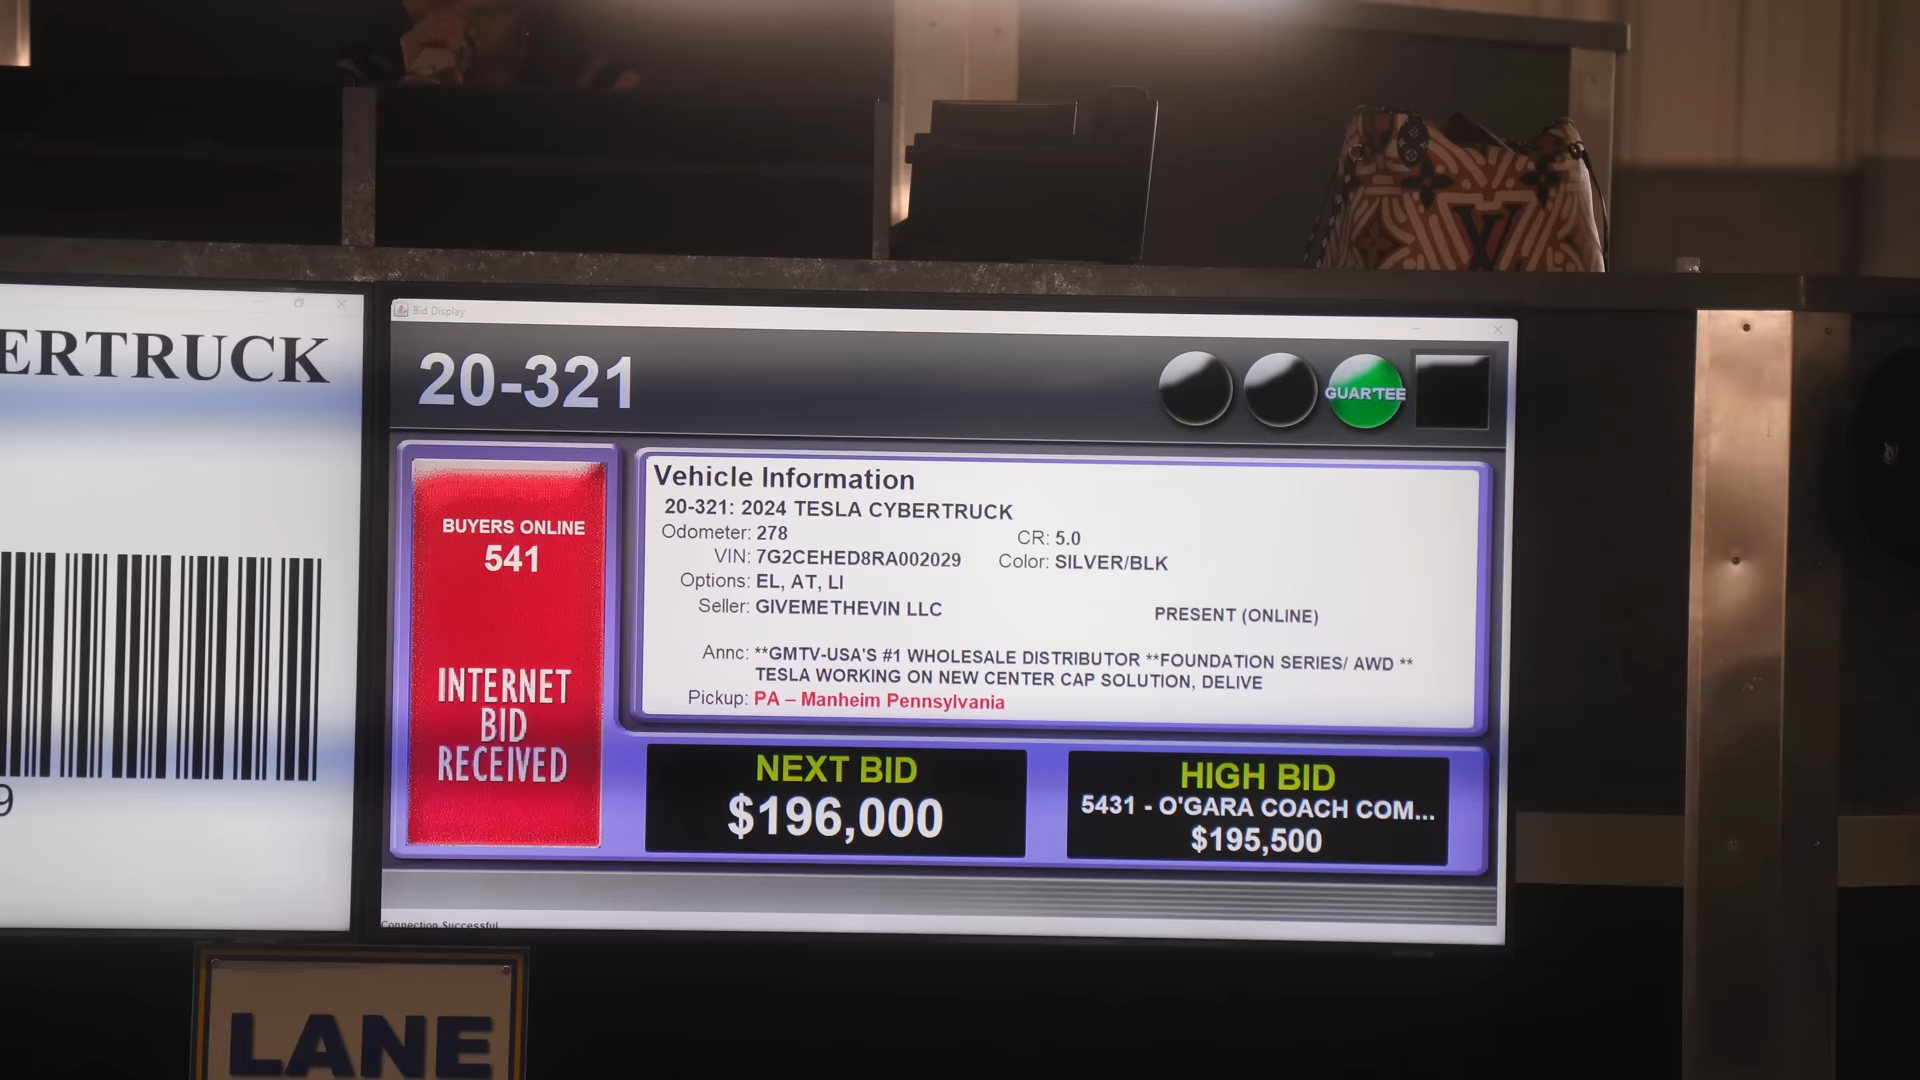 ERTRUCK
9
Bid Display
20-321
GUAR'TEE
BUYERS ONLINE
541
INTERNET
BID
RECEIVED
Vehicle Information
20-321: 2024 TESLA CYBERTRUCK
Odometer: 278 CR: 5.0
VIN: 7G2CEHED8RA002029 Color: SILVER/BLK
Options: EL, AT, LI
Seller: GIVEMETHEVIN LLC PRESENT (ONLINE)
Annc: **GMTV-USA'S #1 WHOLESALE DISTRIBUTOR **FOUNDATION SERIES/ AWD **
TESLA WORKING ON NEW CENTER CAP SOLUTION, DELIVE
Pickup: PA – Manheim Pennsylvania
NEXT BID
$196,000
HIGH BID
5431 - O'GARA COACH COM...
$195,500
Connection Successful
LANE